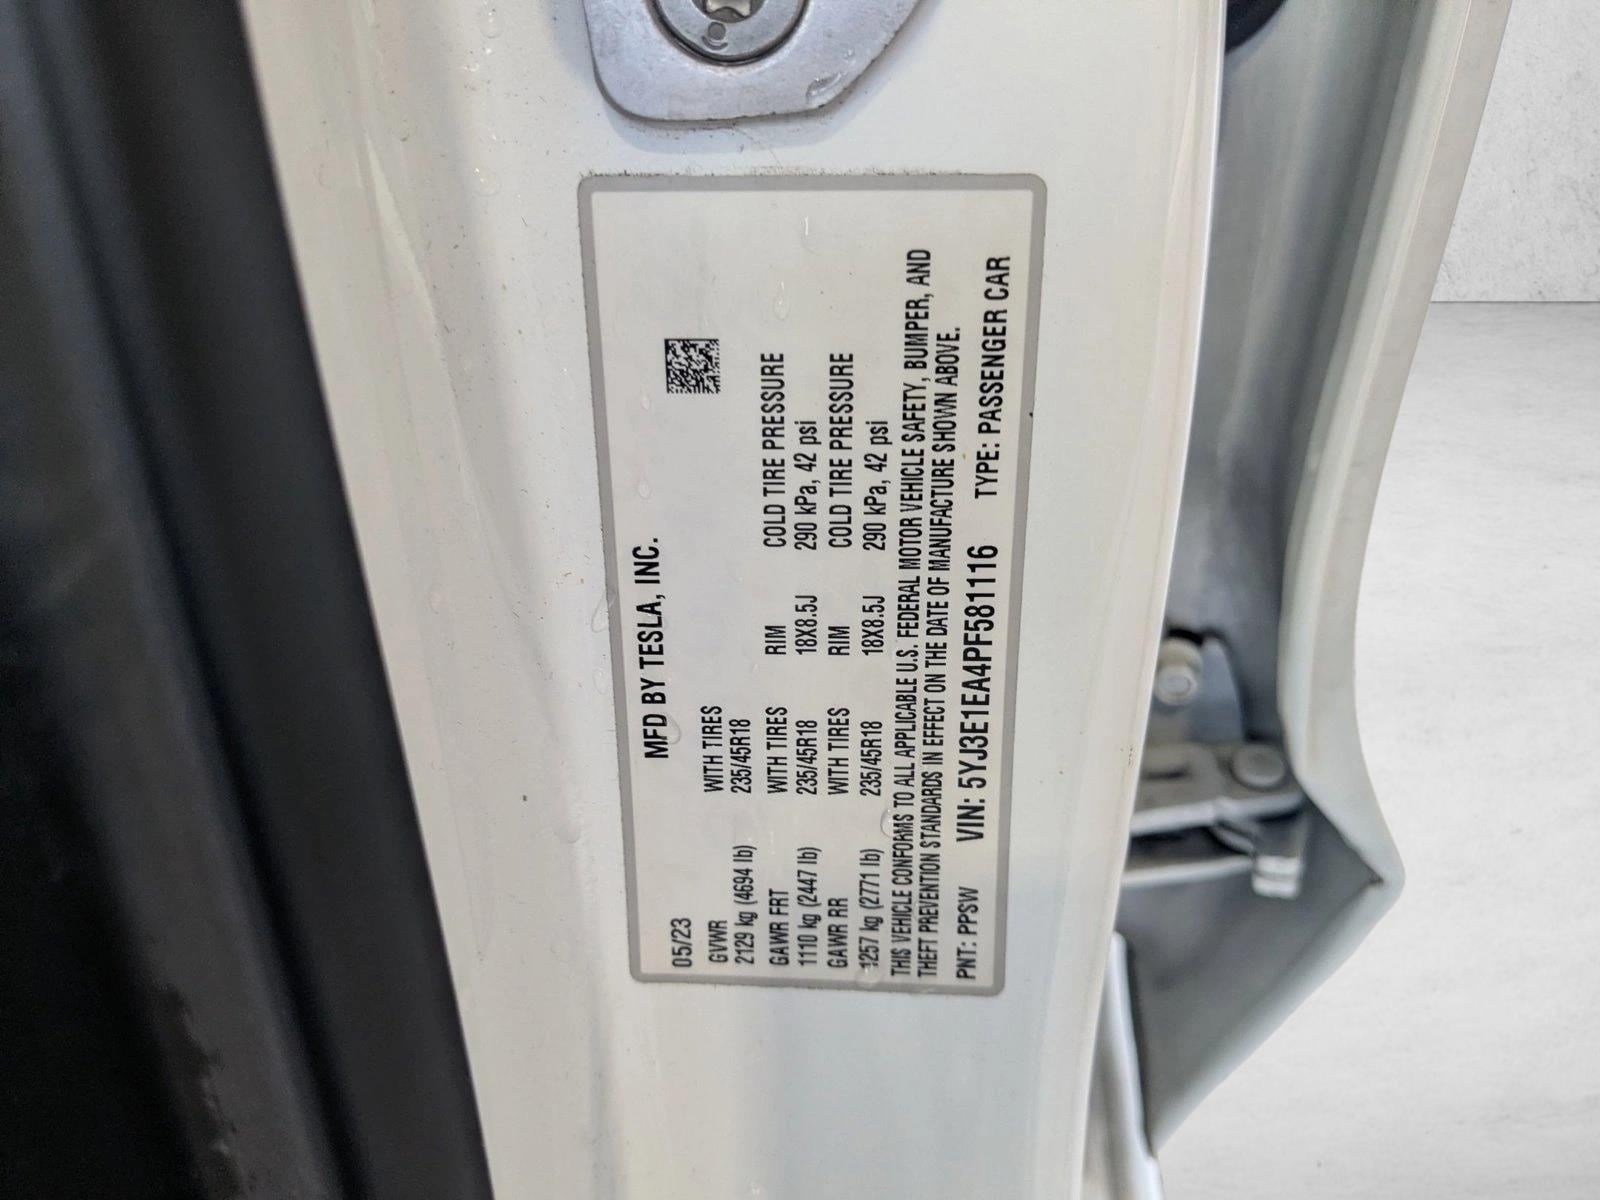 MFD BY TESLA, INC.
05/23
GVWR WITH TIRES
2129 kg (4694 lb) 235/45R18
GAWR FRT WITH TIRES RIM COLD TIRE PRESSURE
1110 kg (2447 lb) 235/45R18 18X8.5J 290 kPa, 42 psi
GAWR RR WITH TIRES RIM COLD TIRE PRESSURE
1257 kg (2771 lb) 235/45R18 18X8.5J 290 kPa, 42 psi
THIS VEHICLE CONFORMS TO ALL APPLICABLE U.S. FEDERAL MOTOR VEHICLE SAFETY, BUMPER, AND
THEFT PREVENTION STANDARDS IN EFFECT ON THE DATE OF MANUFACTURE SHOWN ABOVE.
PNT: PPSW VIN: 5YJ3E1EA4PF581116 TYPE: PASSENGER CAR